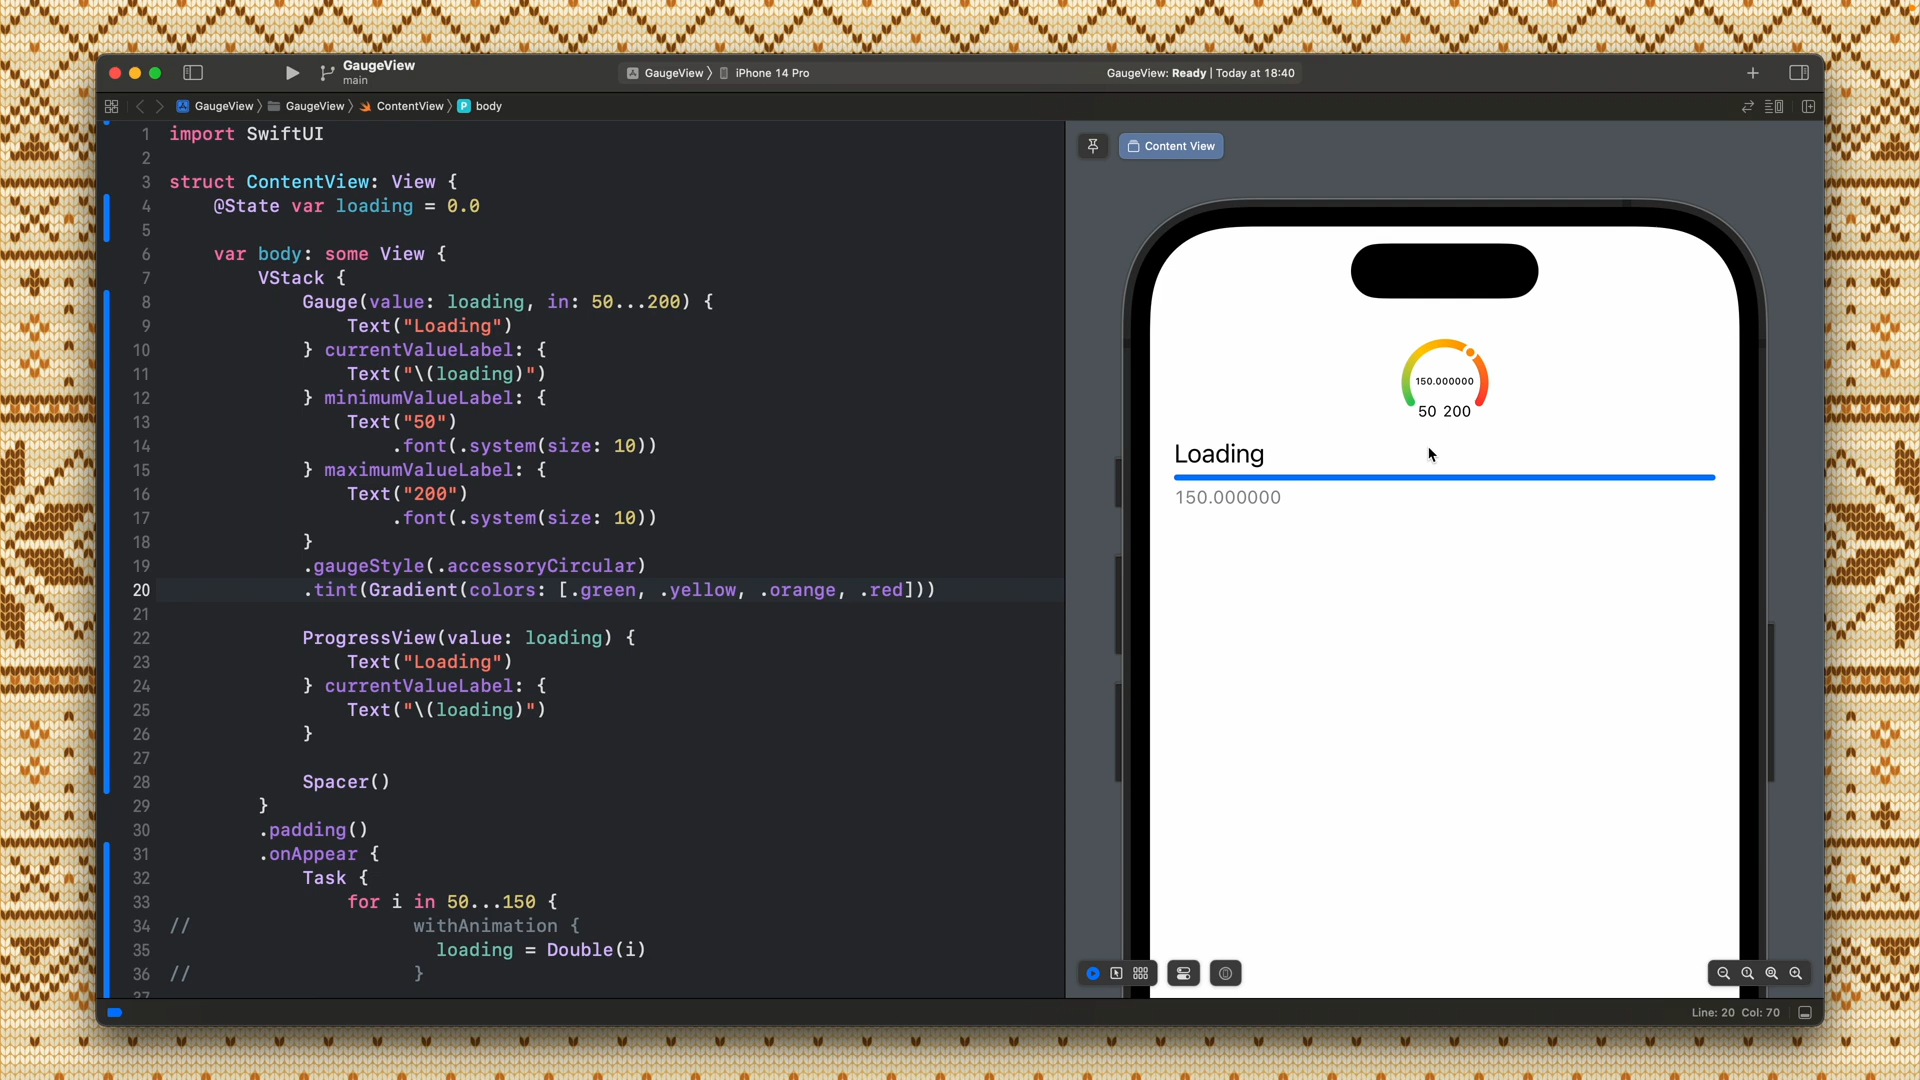 GaugeView
main
GaugeView 〉 iPhone 14 Pro
GaugeView: Ready | Today at 18:40
GaugeView 〉 GaugeView 〉 ContentView 〉 P body
1 import SwiftUI
2
3 struct ContentView: View {
4 @State var loading = 0.0
5
6 var body: some View {
7 VStack {
8 Gauge(value: loading, in: 50...200) {
9 Text("Loading")
10 } currentValueLabel: {
11 Text("\(loading)")
12 } minimumValueLabel: {
13 Text("50")
14 .font(.system(size: 10))
15 } maximumValueLabel: {
16 Text("200")
17 .font(.system(size: 10))
18 }
19 .gaugeStyle(.accessoryCircular)
20 .tint(Gradient(colors: [.green, .yellow, .orange, .red]))
21
22 ProgressView(value: loading) {
23 Text("Loading")
24 } currentValueLabel: {
25 Text("\(loading)")
26 }
27
28 Spacer()
29 }
30 .padding()
31 .onAppear {
32 Task {
33 for i in 50...150 {
34 // withAnimation {
35 loading = Double(i)
36 // }
37
Content View
150.000000
50 200
Loading
150.000000
Line: 20 Col: 70